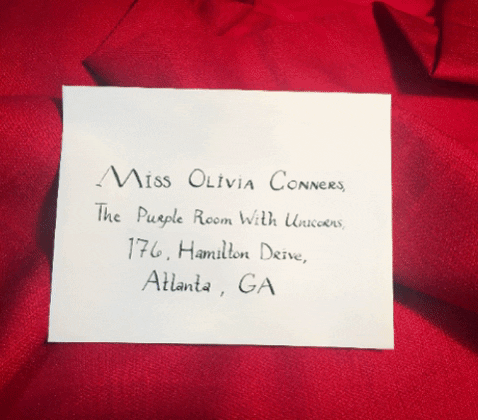 Miss Olivia Conners,
The Purple Room With Unicorns,
176, Hamilton Drive,
Atlanta, GA